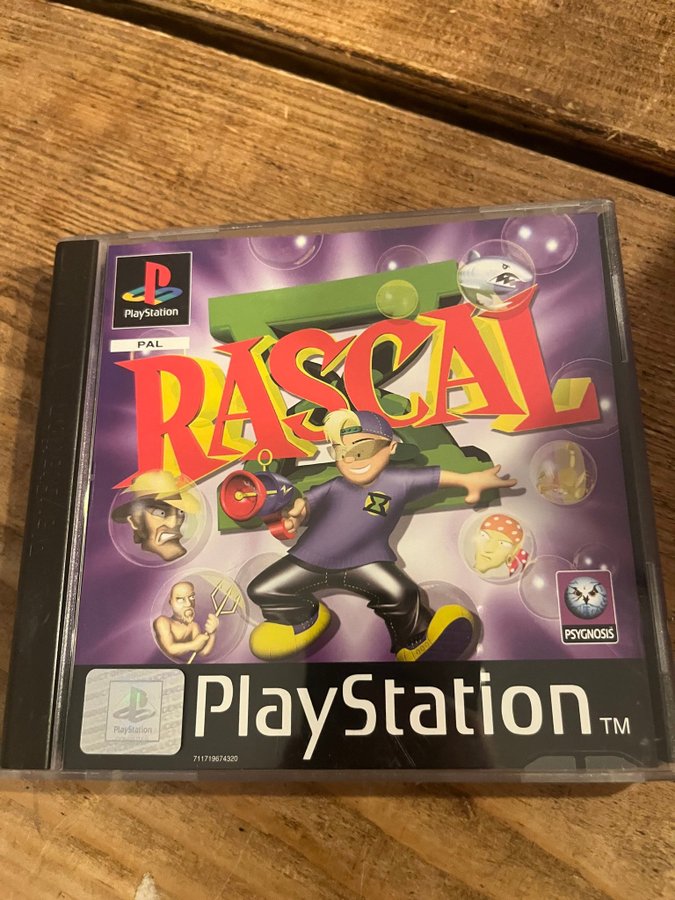 PlayStation
PAL
RASCAL
PSYGNOSIS
PlayStation
PlayStation™
711719674320